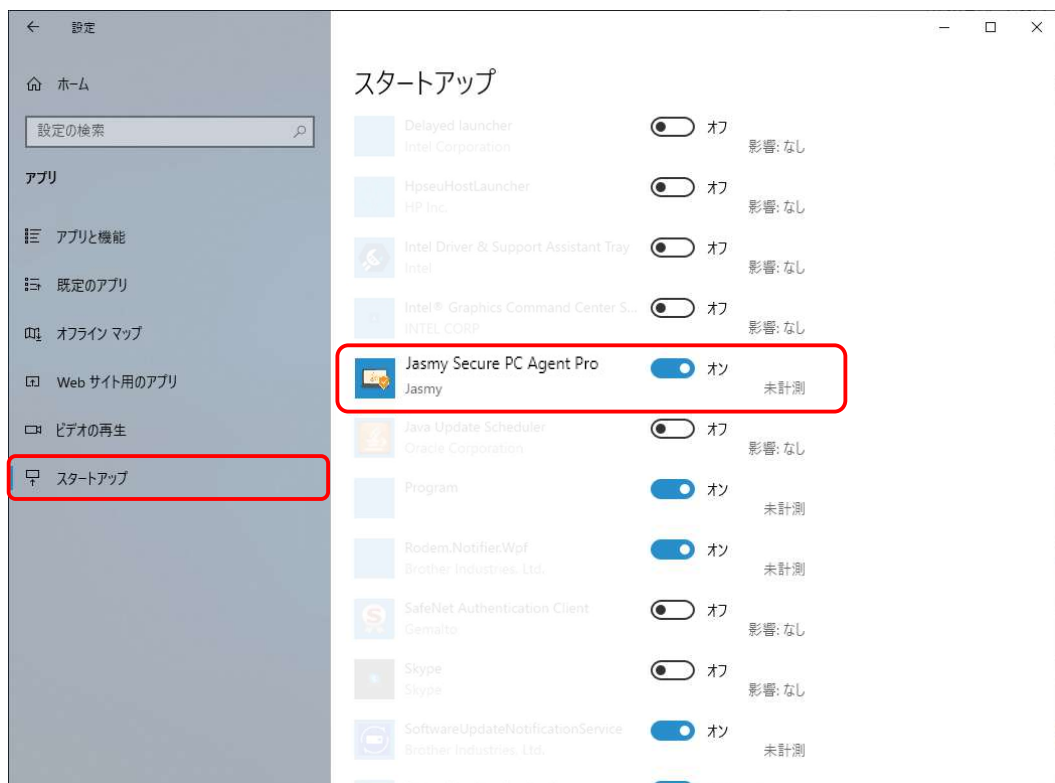 設定
ホーム
設定の検索
アプリ
アプリと機能
既定のアプリ
オフライン マップ
Web サイト用のアプリ
ビデオの再生
スタートアップ
スタートアップ
Delayed launcher
Intel Corporation
オフ
影響: なし
HpseuHostLauncher
HP Inc.
オフ
影響: なし
Intel Driver & Support Assistant Tray
Intel
オフ
影響: なし
Intel® Graphics Command Center S...
INTEL CORP
オフ
影響: なし
Jasmy Secure PC Agent Pro
Jasmy
オン
未計測
Java Update Scheduler
Oracle Corporation
オフ
影響: なし
Program
オン
未計測
Rodem.Notifier.Wpf
Brother Industries, Ltd.
オン
未計測
SafeNet Authentication Client
Gemalto
オフ
影響: なし
Skype
Skype
オフ
影響: なし
SoftwareUpdateNotificationService
Brother Industries, Ltd.
オン
未計測